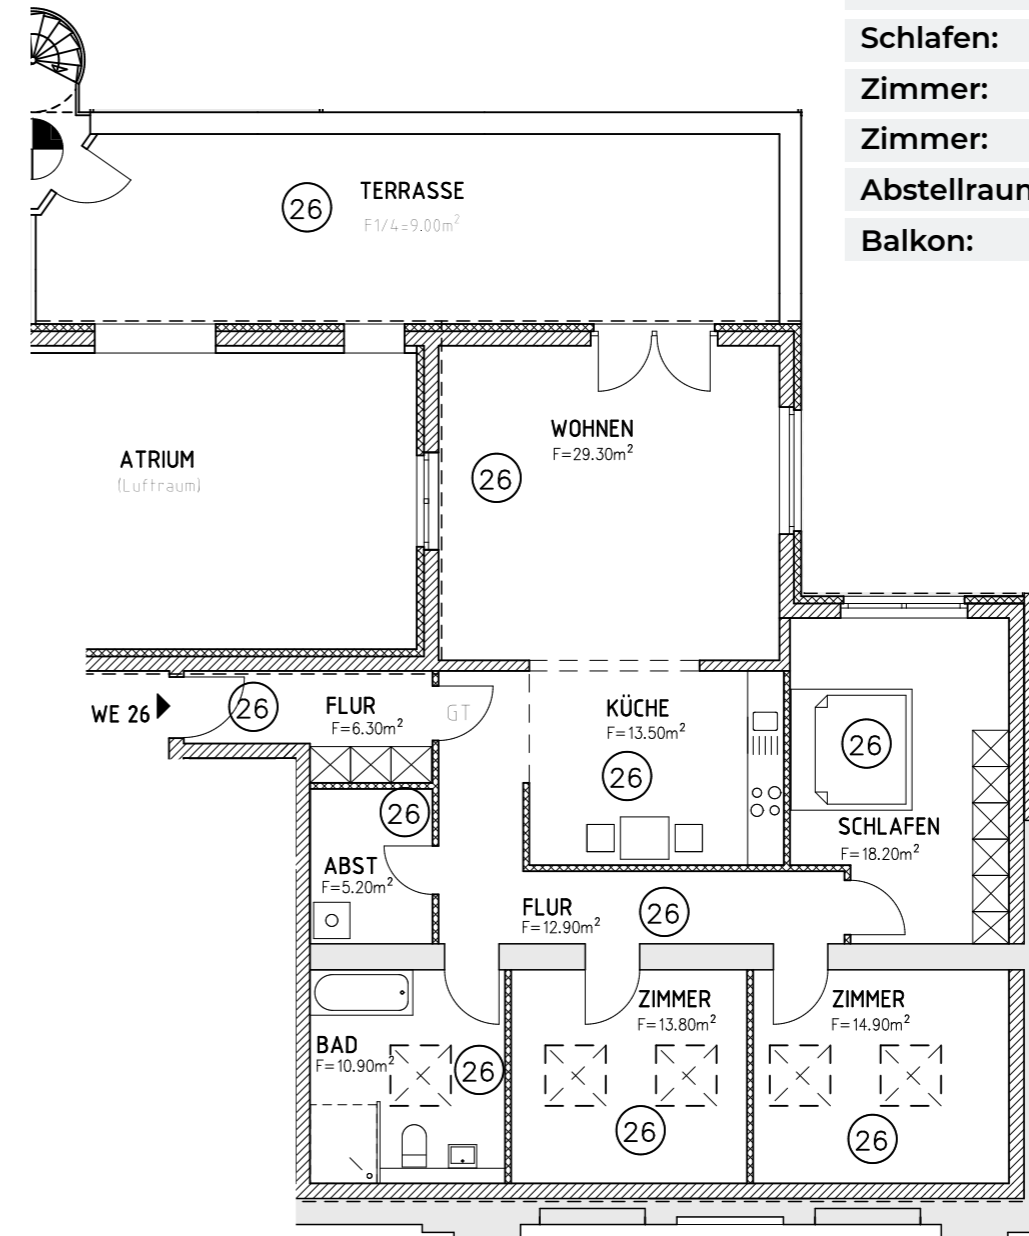 Schlafen:
Zimmer:
Zimmer:
Abstellraum
Balkon:
TERRASSE
26
F1/4=9.00m²
WOHNEN
F=29.30m²
26
ATRIUM
(Luftraum)
WE 26
26
FLUR
F=6.30m²
GT
KÜCHE
F=13.50m²
26
26
SCHLAFEN
F=18.20m²
26
ABST
F=5.20m²
FLUR
F=12.90m²
26
ZIMMER
F=13.80m²
26
ZIMMER
F=14.90m²
26
BAD
F=10.90m²
26